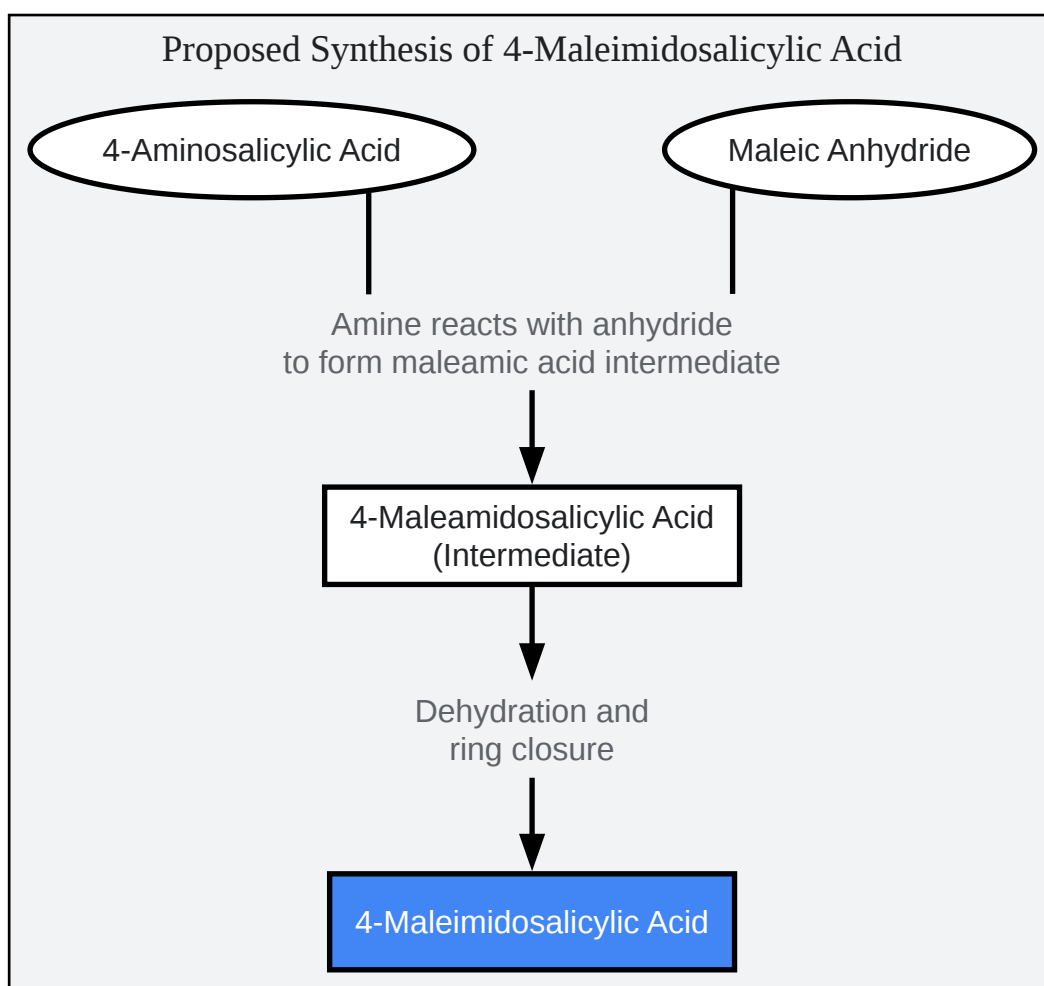 Proposed Synthesis of 4-Maleimidosalicylic Acid
4-Aminosalicylic Acid
Maleic Anhydride
Amine reacts with anhydride
to form maleamic acid intermediate
4-Maleamidosalicylic Acid
(Intermediate)
Dehydration and
ring closure
4-Maleimidosalicylic Acid